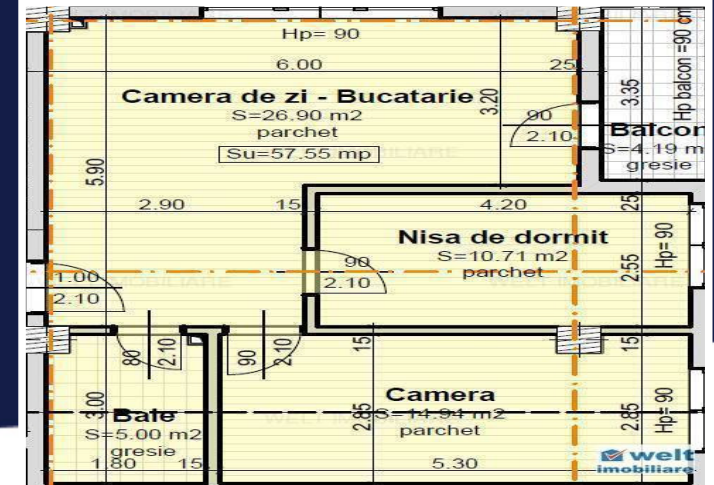 Hp= 90
6.00
25
Camera de zi - Bucatarie
S=26.90 m2
parchet
Su=57.55 mp
3.20
90
2.10
3.35
Hp balcon =90 cm
Balcon
S=4.19 m
gresie
5.90
2.90
15
4.20
25
Nisa de dormit
S=10.71 m2
parchet
90
2.10
2.55
Hp= 90
1.00
2.10
80
2.10
90
2.10
15
15
Camera
S=14.94 m2
parchet
3.00
Baie
S=5.00 m2
gresie
1.80
15
2.85
5.30
2.85
Hp= 90
welt
imobiliare